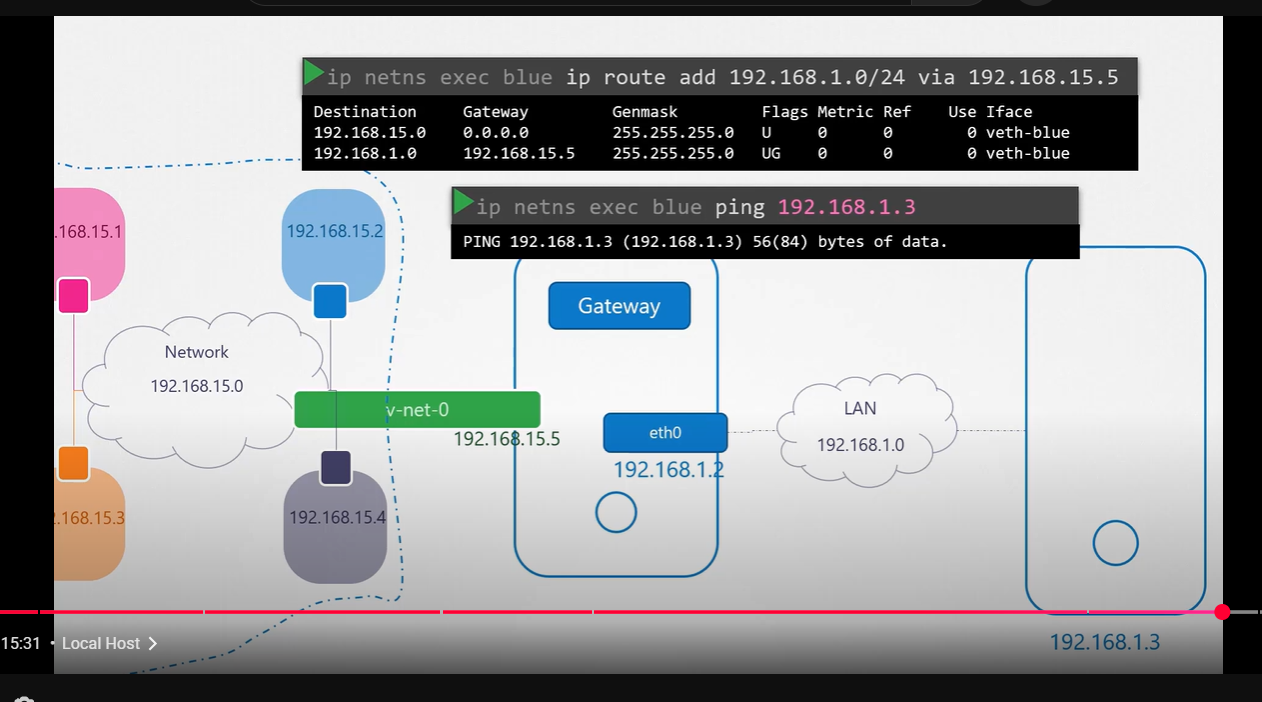 ip netns exec blue ip route add 192.168.1.0/24 via 192.168.15.5
Destination Gateway Genmask Flags Metric Ref Use Iface
192.168.15.0 0.0.0.0 255.255.255.0 U 0 0 0 veth-blue
192.168.1.0 192.168.15.5 255.255.255.0 UG 0 0 0 veth-blue
ip netns exec blue ping 192.168.1.3
PING 192.168.1.3 (192.168.1.3) 56(84) bytes of data.
.168.15.1
192.168.15.2
Gateway
Network
192.168.15.0
v-net-0
192.168.15.5
eth0
192.168.1.2
LAN
192.168.1.0
.168.15.3
192.168.15.4
15:31 • Local Host
192.168.1.3